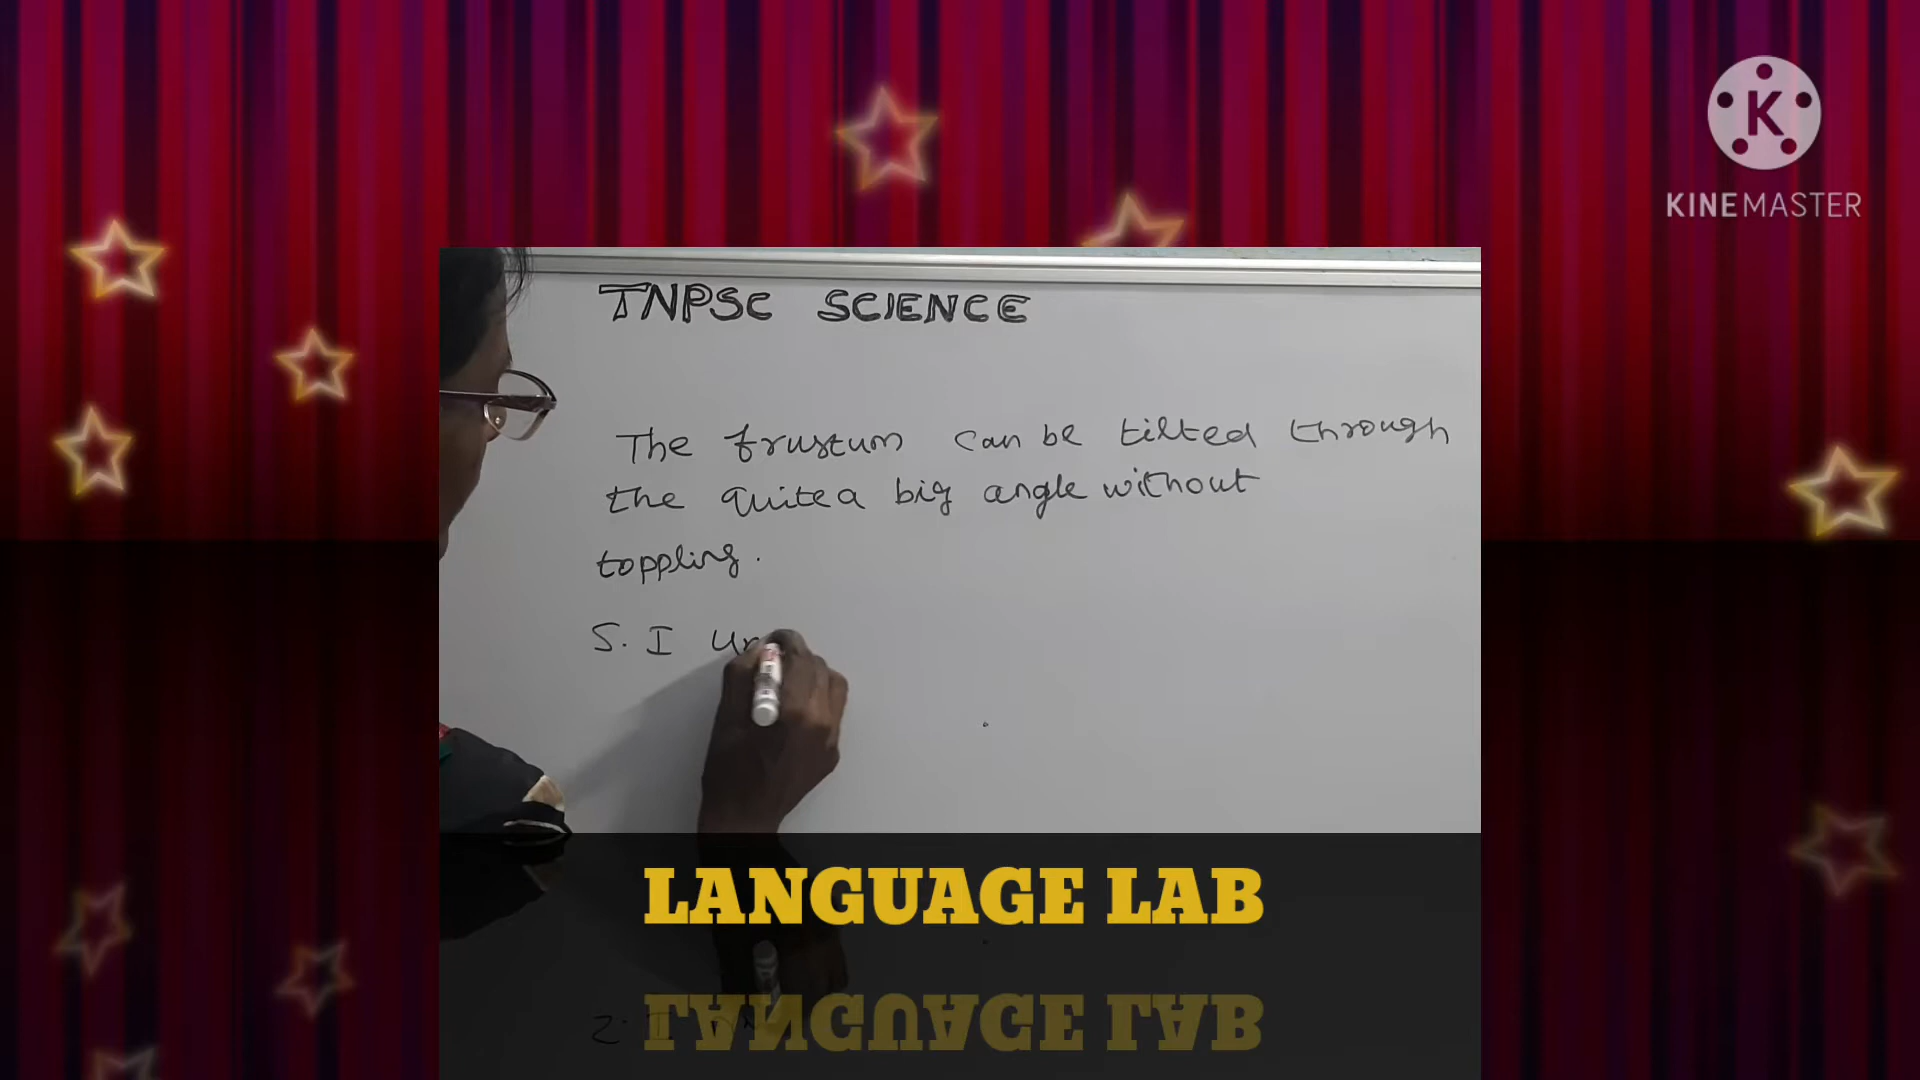 KINEMASTER
TNPSC SCIENCE
The frustum can be tilted through
the quite a big angle without
toppling.
S. I
LANGUAGE LAB